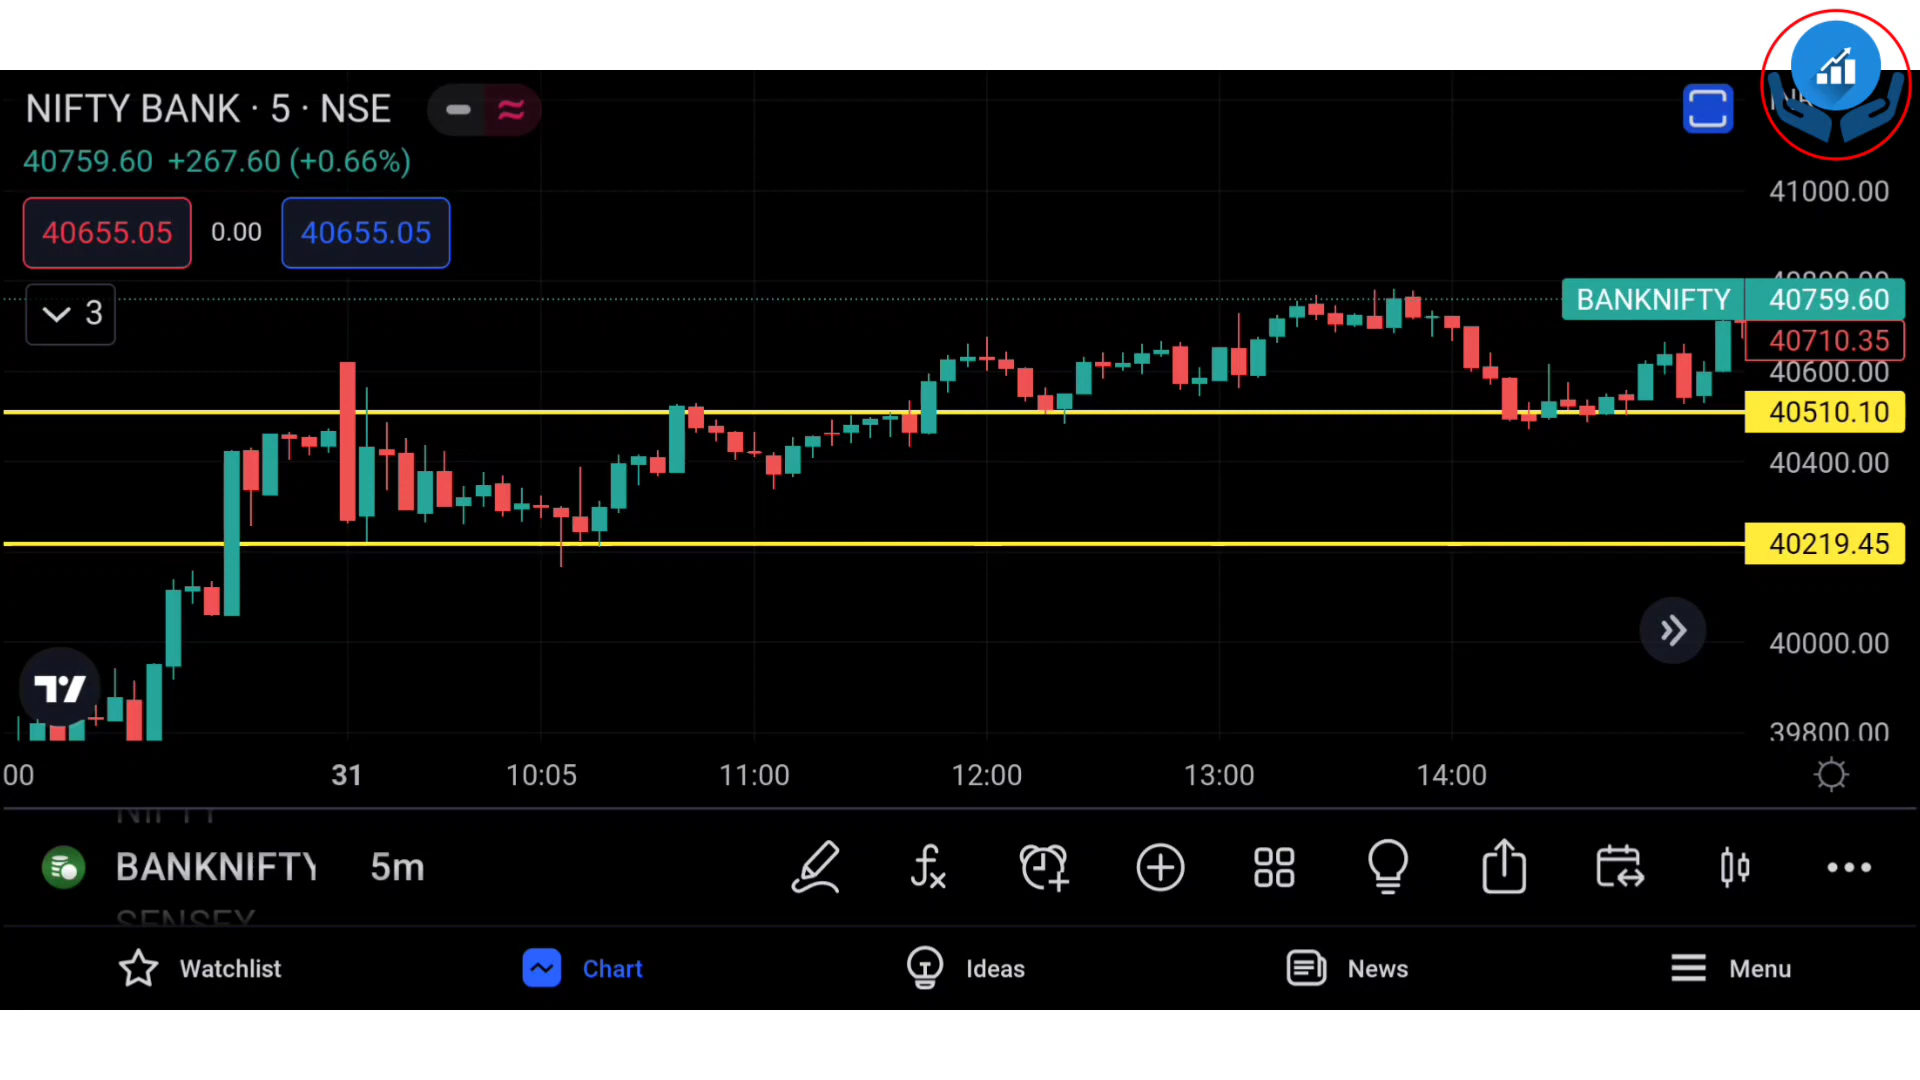 NIFTY BANK · 5 · NSE
40759.60 +267.60 (+0.66%)
40655.05 0.00 40655.05
3
41000.00
BANKNIFTY 40759.60
40710.35
40600.00
40510.10
40400.00
40219.45
40000.00
39800.00
00 31 10:05 11:00 12:00 13:00 14:00
NIFTY
BANKNIFTY 5m
SENSEX
Watchlist Chart Ideas News Menu